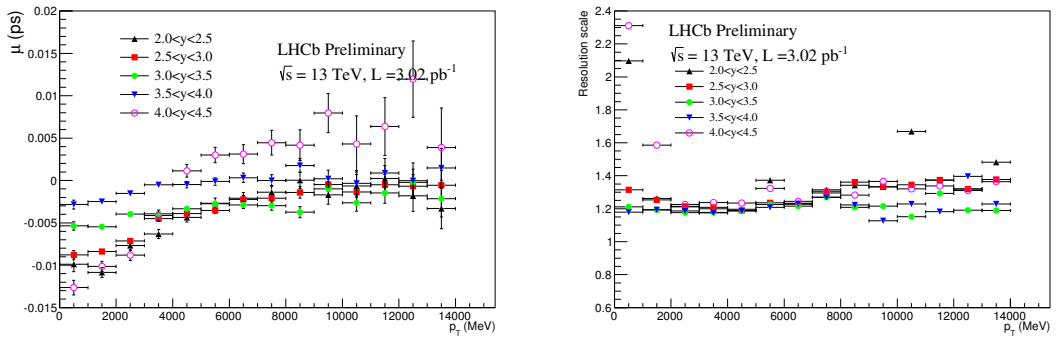 μ (ps)
0.02
0.015
0.01
0.005
0
-0.005
-0.01
-0.015
2.0<y<2.5
2.5<y<3.0
3.0<y<3.5
3.5<y<4.0
4.0<y<4.5
LHCb Preliminary
√s = 13 TeV, L = 3.02 pb⁻¹
0 2000 4000 6000 8000 10000 12000 14000
p_T (MeV)
Resolution scale
2.4
2.2
2
1.8
1.6
1.4
1.2
1
0.8
0.6
LHCb Preliminary
√s = 13 TeV, L = 3.02 pb⁻¹
2.0<y<2.5
2.5<y<3.0
3.0<y<3.5
3.5<y<4.0
4.0<y<4.5
0 2000 4000 6000 8000 10000 12000 14000
p_T (MeV)